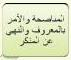 المناصحة والأمر
بالمعروف والنهي
عن المنكر